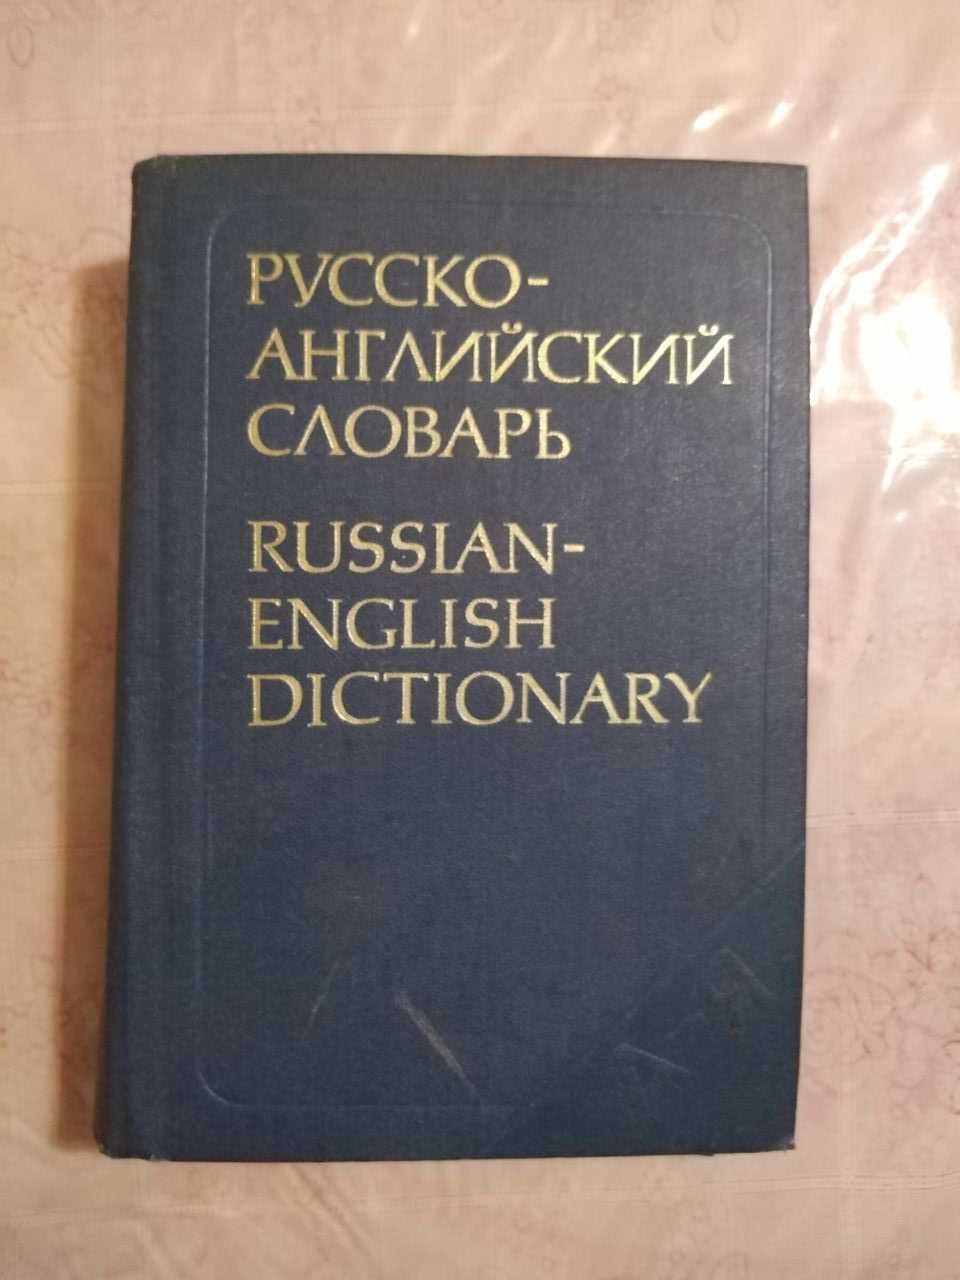 РУССКО-
АНГЛИЙСКИЙ
СЛОВАРЬ
RUSSIAN-
ENGLISH
DICTIONARY